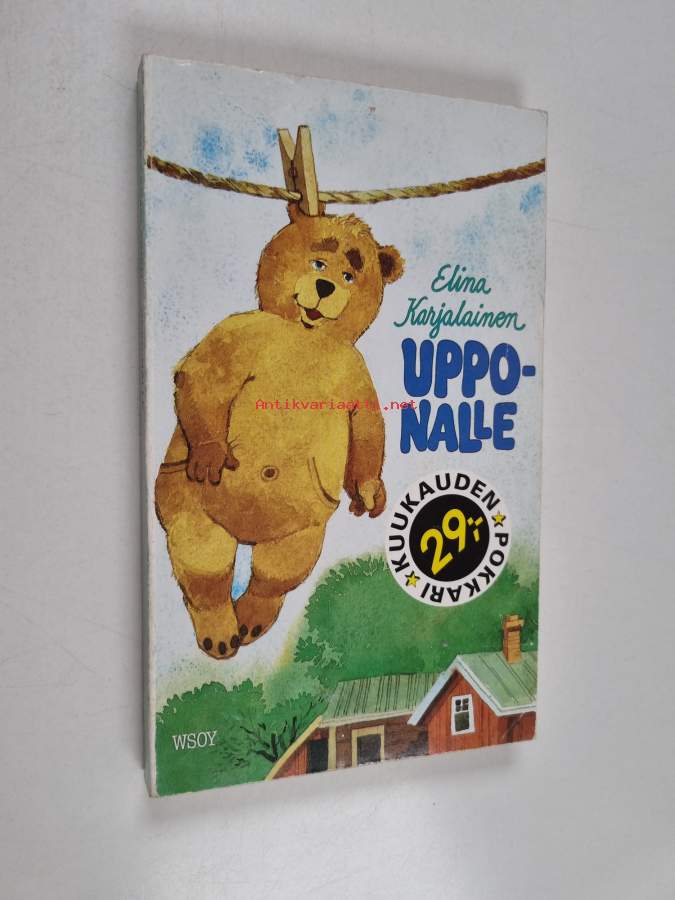 Elina
Karjalainen
UPPO-
NALLE
Antikvariaatti.net
KUUKAUDEN
29:-
POKKARI
WSOY